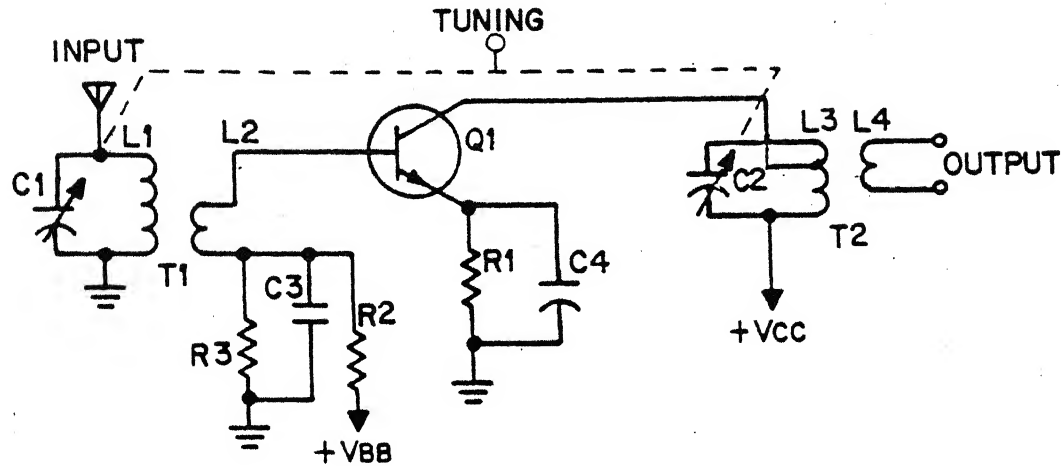 TUNING
INPUT
L1
L2
Q1
L3 L4
C1
C2
OUTPUT
T1
T2
C3
R1
C4
R2
R3
+VCC
+VBB